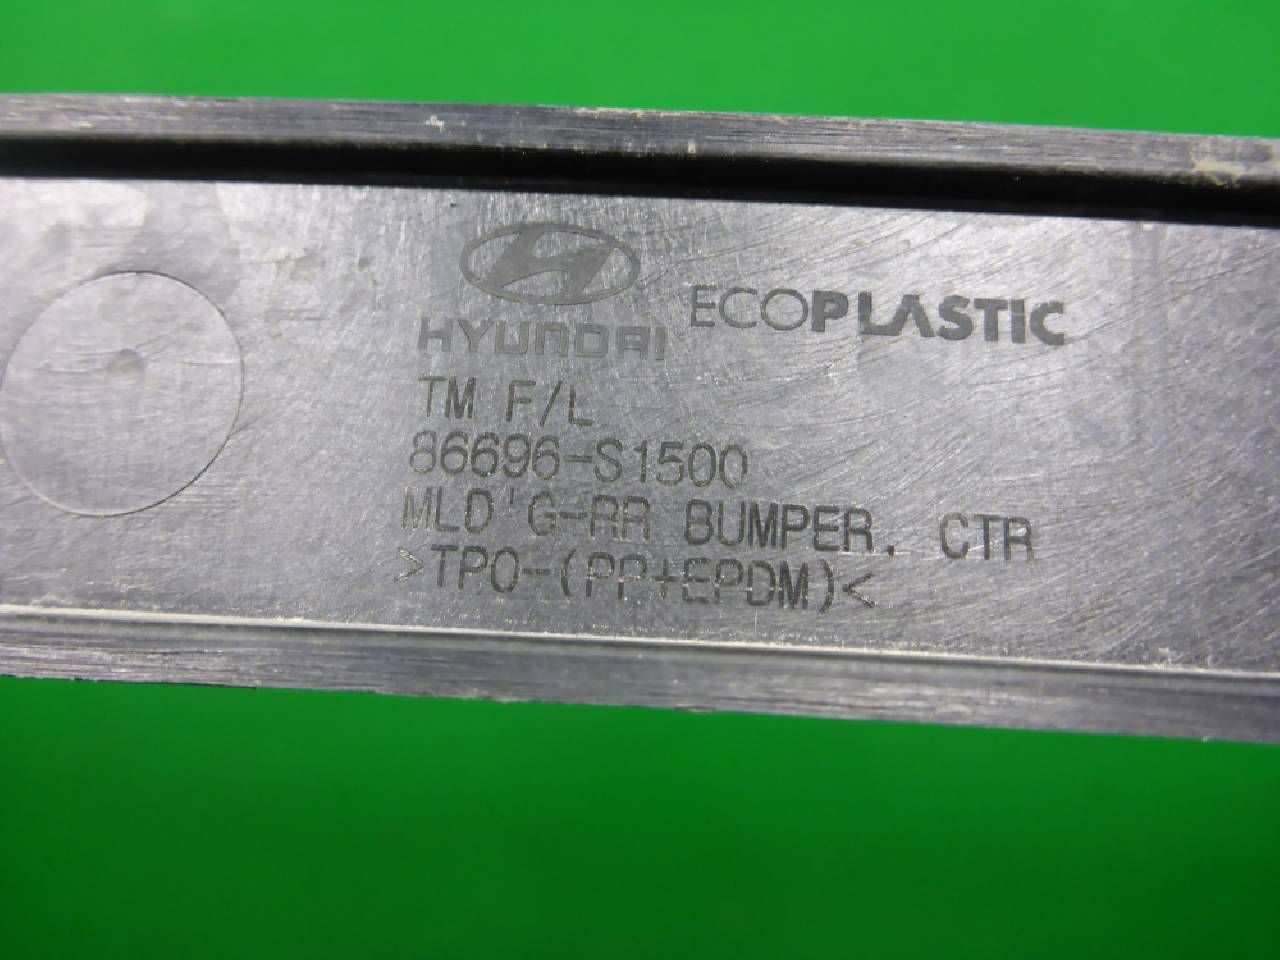 HYUNDAI ECOPLASTIC
TM F/L
86696-S1500
MLD'G-RR BUMPER, CTR
>TPO-(PP+EPDM)<